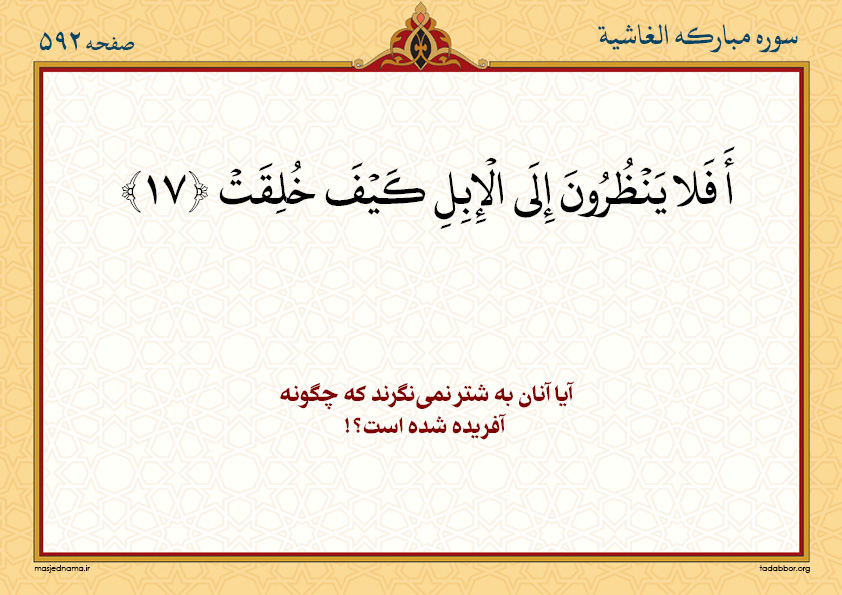 سوره مبارکه الغاشیة
صفحه ۵۹۲
أَ فَلا یَنْظُرُونَ إِلَی الْإِبِلِ کَیْفَ خُلِقَتْ ﴿۱۷﴾
آیا آنان به شتر نمی‌نگرند که چگونه
آفریده شده است؟!
masjednama.ir
tadabbor.org